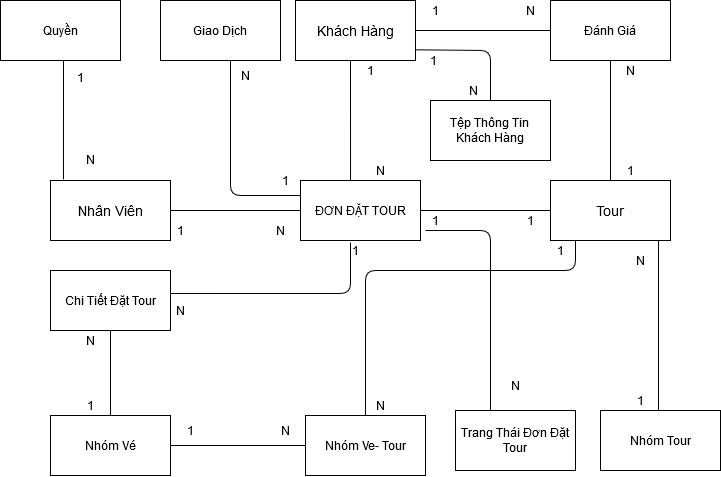 Quyền
Giao Dịch
Khách Hàng
1
N
Đánh Giá
1
N
1
1
N
N
Tệp Thông Tin
Khách Hàng
N
N
1
1
Nhân Viên
ĐƠN ĐẶT TOUR
Tour
1
N
1
1
1
1
N
Chi Tiết Đặt Tour
N
N
N
1
1
N
N
1
Nhóm Vé
Nhóm Ve- Tour
Trang Thái Đơn Đặt
Tour
Nhóm Tour